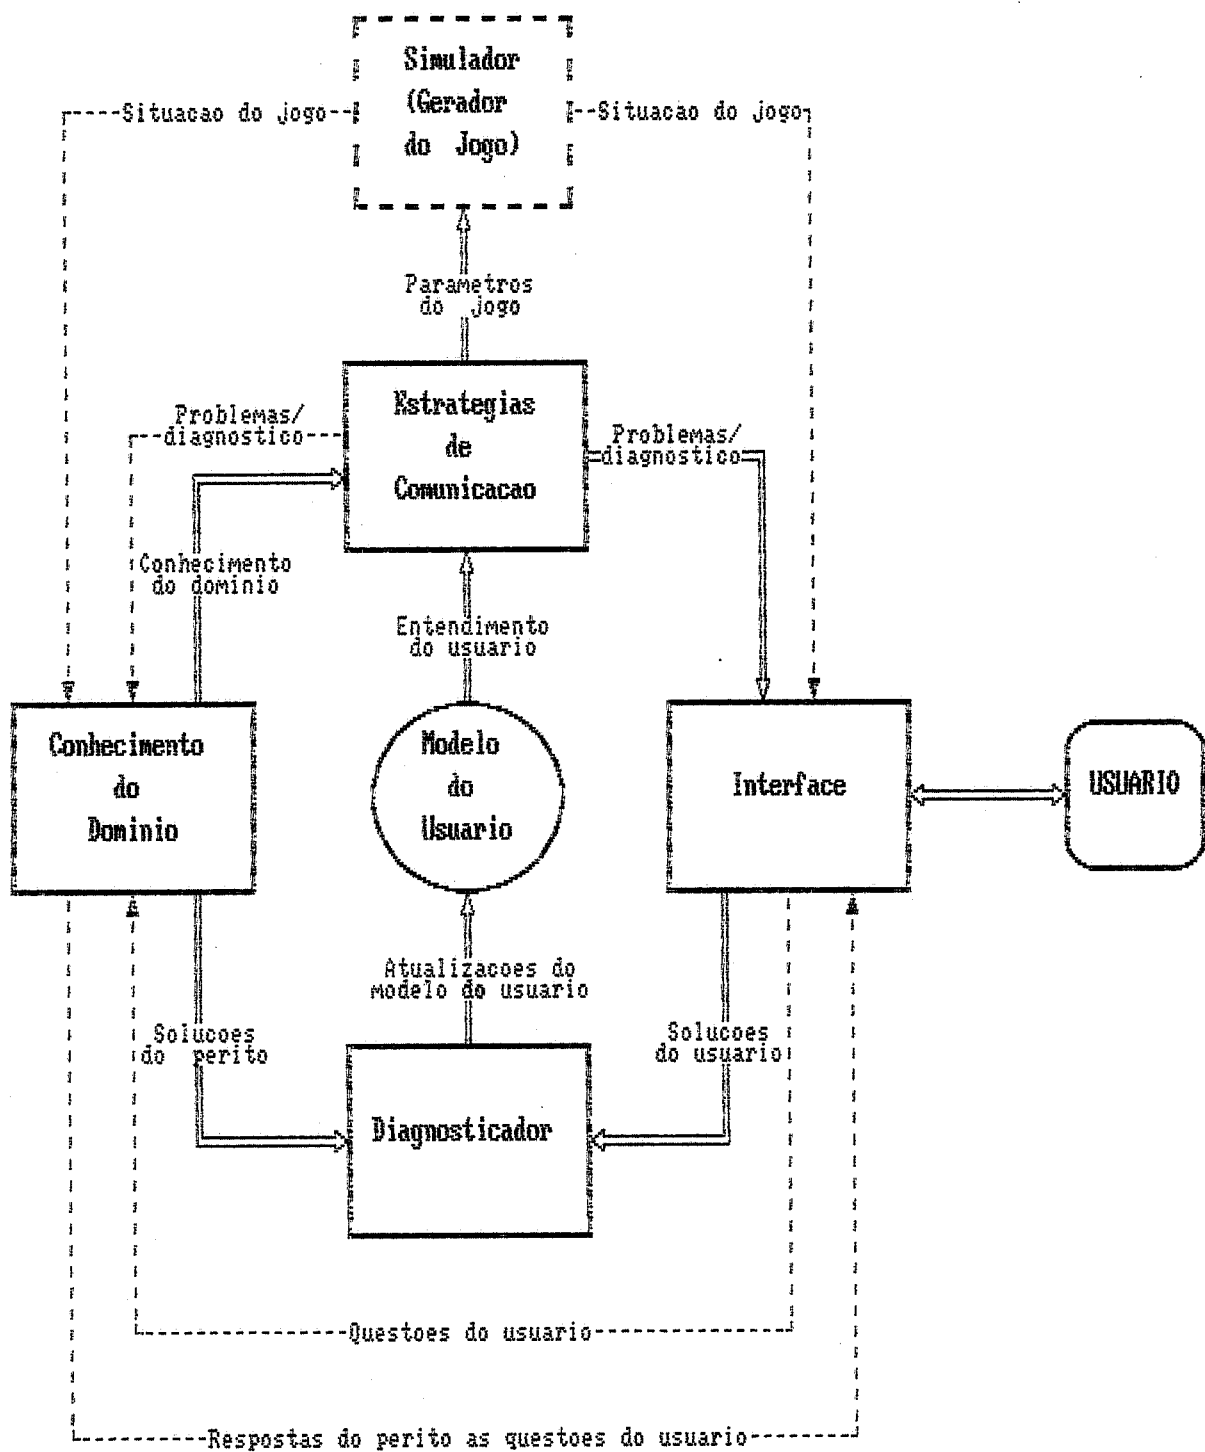 Simulador
(Gerador
do Jogo)
Situacao do jogo
Situacao do jogo
Parametros
do jogo
Estrategias
de
Comunicacao
Problemas/
diagnostico
Problemas/
diagnostico
Conhecimento
do dominio
Entendimento
do usuario
Conhecimento
do
Dominio
Modelo
do
Usuario
Interface
USUARIO
Atualizacoes do
modelo do usuario
Solucoes
do perito
Solucoes
do usuario
Diagnosticador
Questoes do usuario
Respostas do perito as questoes do usuario